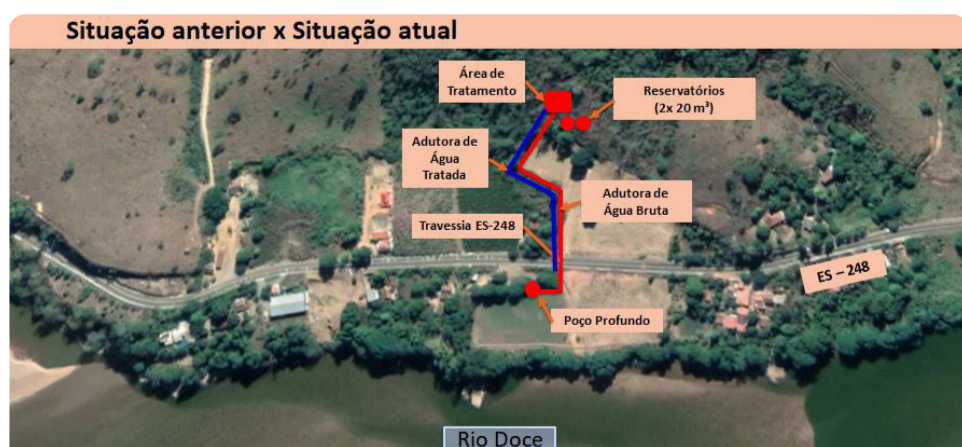 Situação anterior x Situação atual
Área de
Tratamento
Reservatórios
(2x 20 m³)
Adutora de
Água
Tratada
Adutora de
Água Bruta
Travessia ES-248
ES – 248
Poço Profundo
Rio Doce